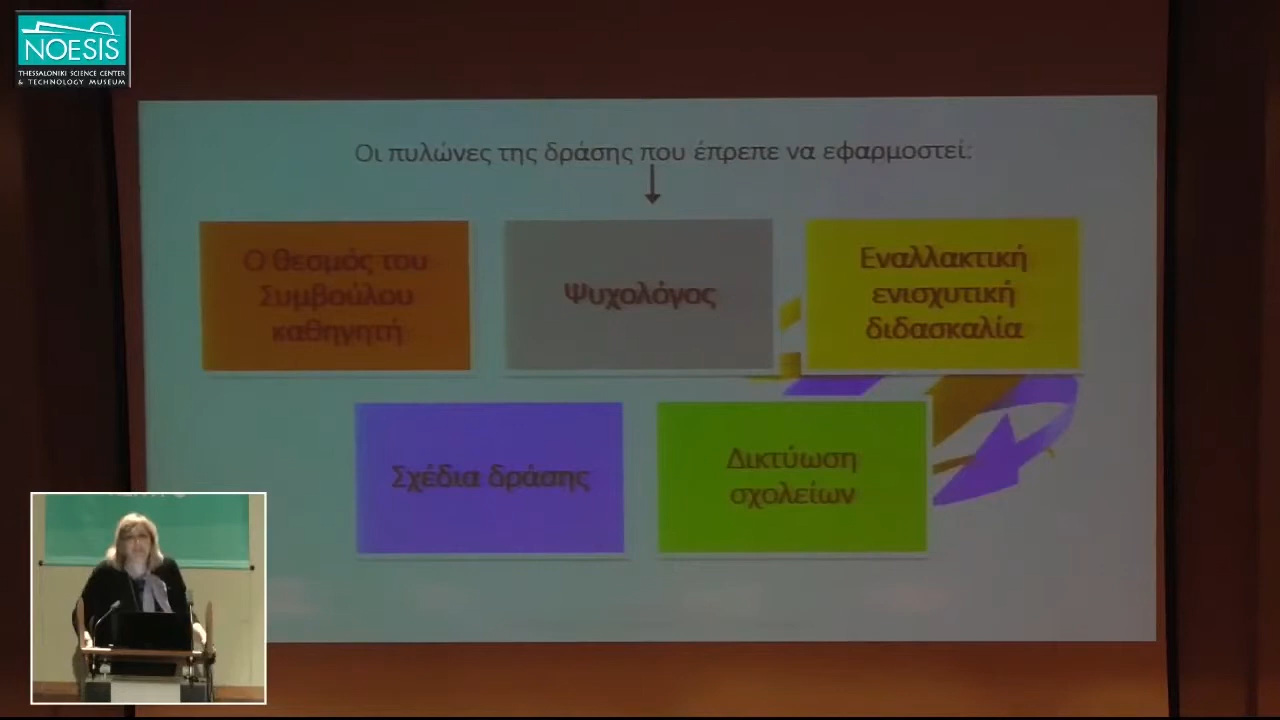 NOESIS
THESSALONIKI SCIENCE CENTER
& TECHNOLOGY MUSEUM
Οι πυλώνες της δράσης που έπρεπε να εφαρμοστεί:
Ο θεσμός του
Συμβούλου
καθηγητή
Ψυχολόγος
Εναλλακτική
ενισχυτική
διδασκαλία
Σχέδια δράσης
Δικτύωση
σχολείων